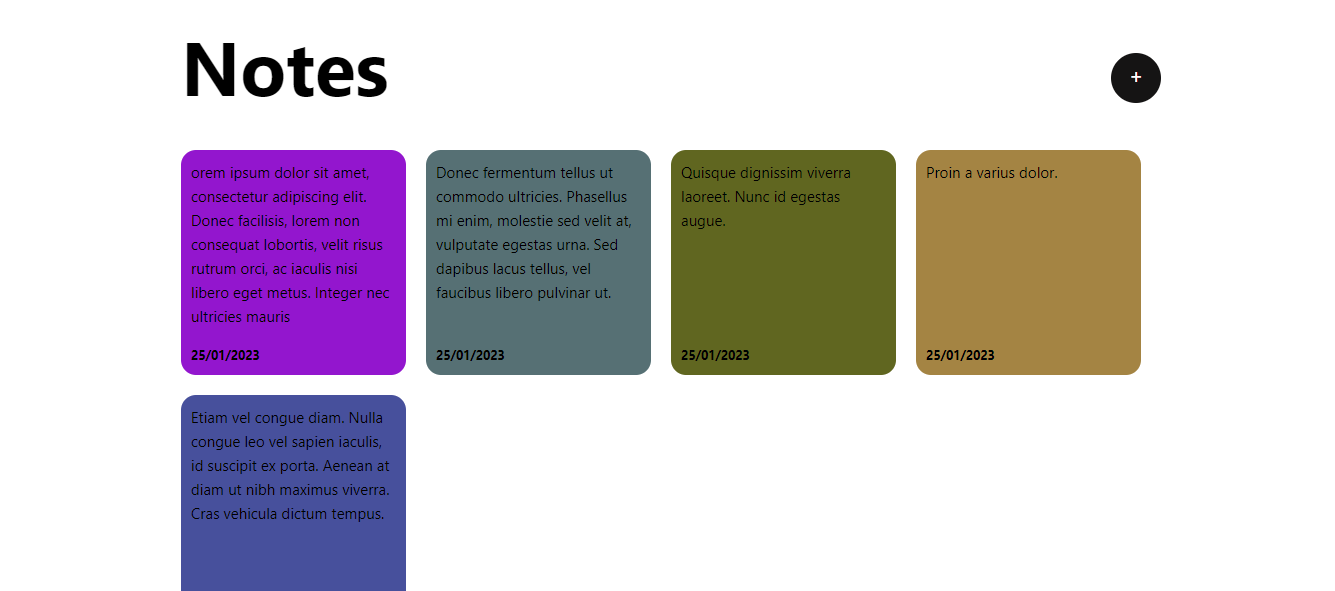 Notes
+
orem ipsum dolor sit amet,
consectetur adipiscing elit.
Donec facilisis, lorem non
consequat lobortis, velit risus
rutrum orci, ac iaculis nisi
libero eget metus. Integer nec
ultricies mauris
25/01/2023
Donec fermentum tellus ut
commodo ultricies. Phasellus
mi enim, molestie sed velit at,
vulputate egestas urna. Sed
dapibus lacus tellus, vel
faucibus libero pulvinar ut.
25/01/2023
Quisque dignissim viverra
laoreet. Nunc id egestas
augue.
25/01/2023
Proin a varius dolor.
25/01/2023
Etiam vel congue diam. Nulla
congue leo vel sapien iaculis,
id suscipit ex porta. Aenean at
diam ut nibh maximus viverra.
Cras vehicula dictum tempus.